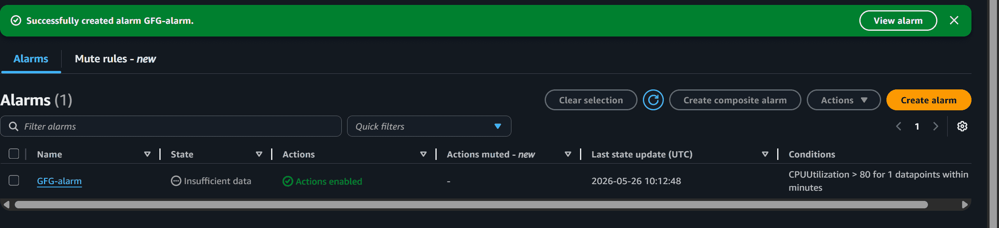 Successfully created alarm GFG-alarm.
View alarm
Alarms
Mute rules - new
Alarms (1)
Clear selection
Create composite alarm
Actions
Create alarm
Filter alarms
Quick filters
1
Name
State
Actions
Actions muted - new
Last state update (UTC)
Conditions
GFG-alarm
Insufficient data
Actions enabled
-
2026-05-26 10:12:48
CPUUtilization > 80 for 1 datapoints within
minutes